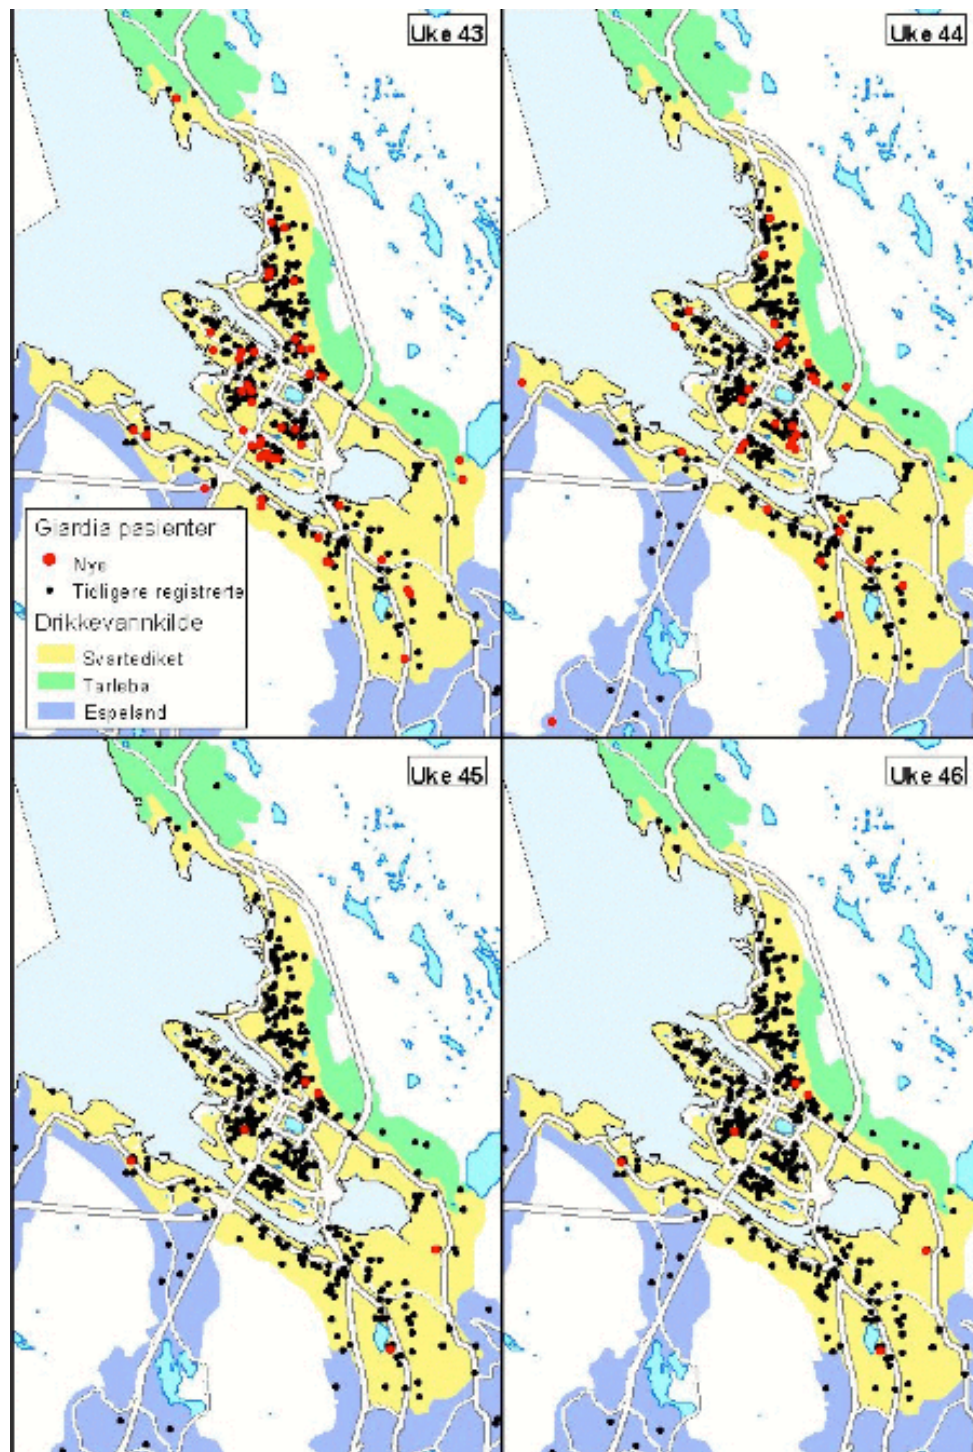 Uke 43
Uke 44
Giardia pasienter
Nye
Tidligere registrerte
Drikkevannkilde
Svartediket
Tarlebø
Espeland
Uke 45
Uke 46